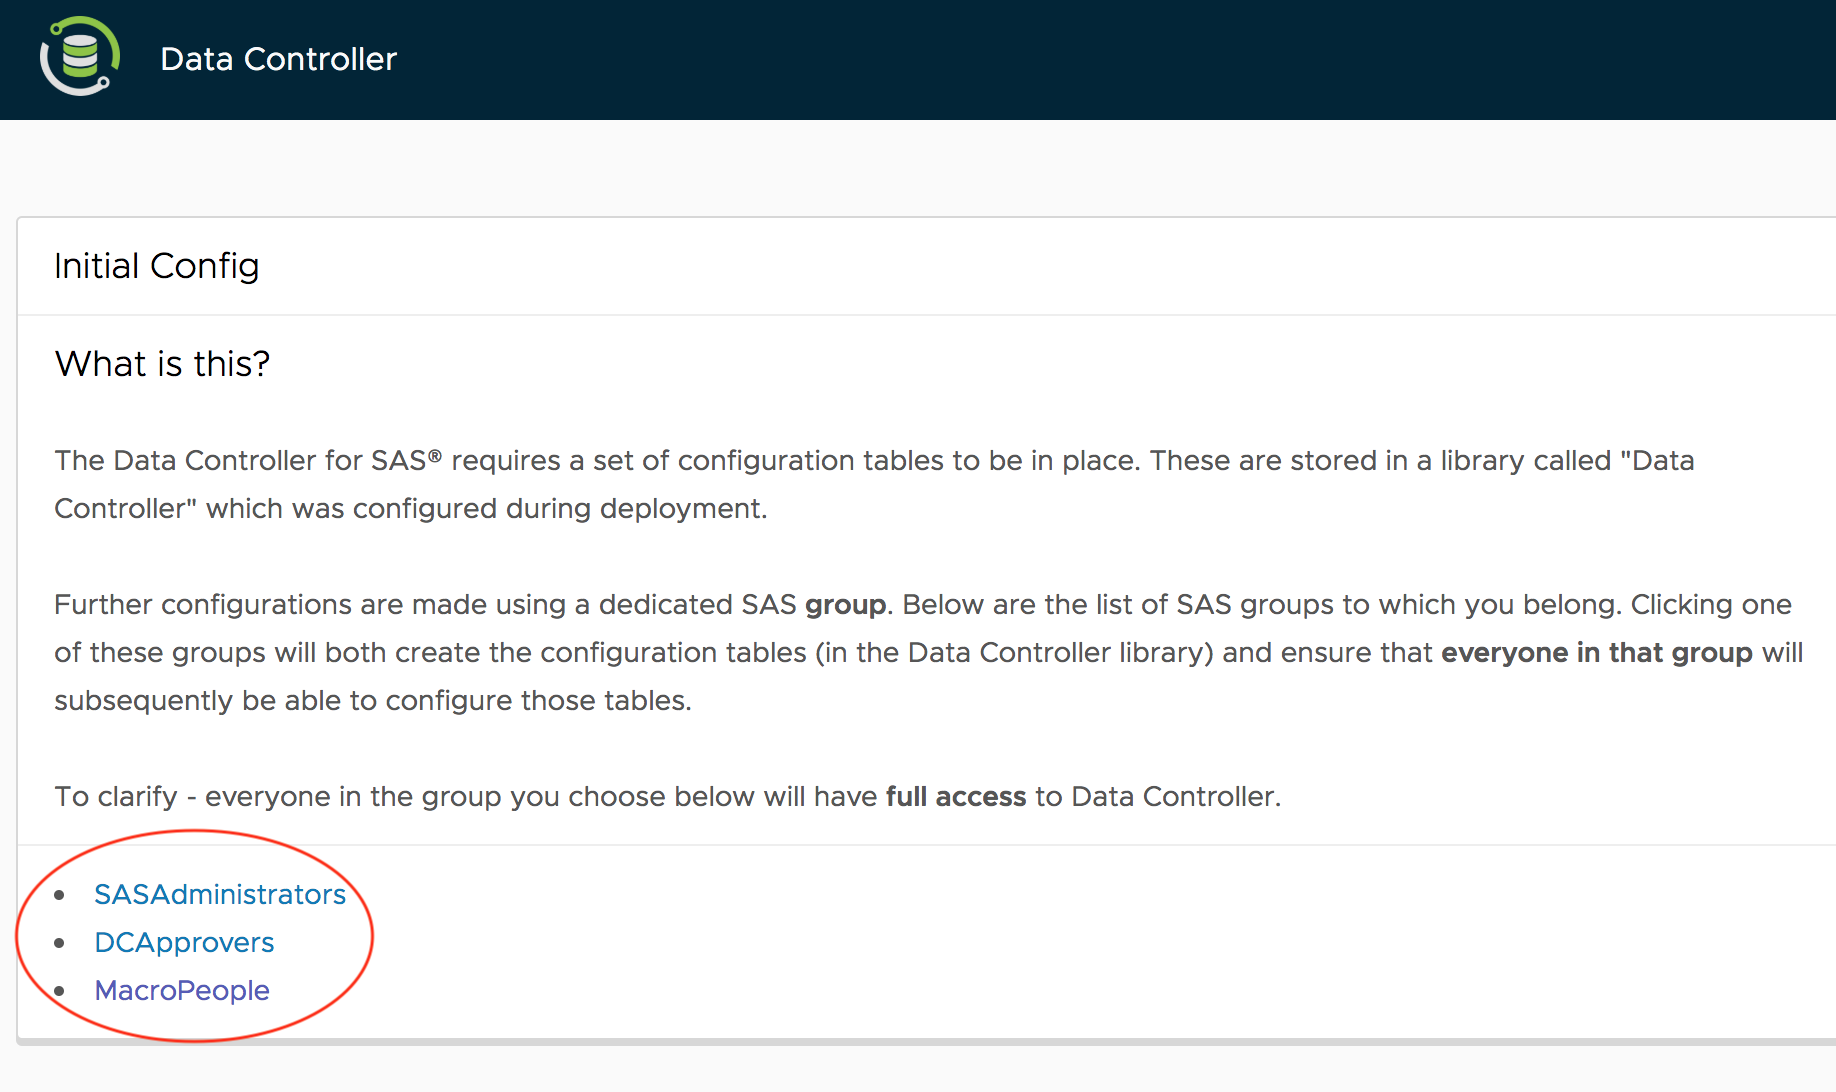 Data Controller
Initial Config
What is this?
The Data Controller for SAS® requires a set of configuration tables to be in place. These are stored in a library called "Data
Controller" which was configured during deployment.
Further configurations are made using a dedicated SAS group. Below are the list of SAS groups to which you belong. Clicking one
of these groups will both create the configuration tables (in the Data Controller library) and ensure that everyone in that group will
subsequently be able to configure those tables.
To clarify - everyone in the group you choose below will have full access to Data Controller.
• SASAdministrators
• DCApprovers
• MacroPeople